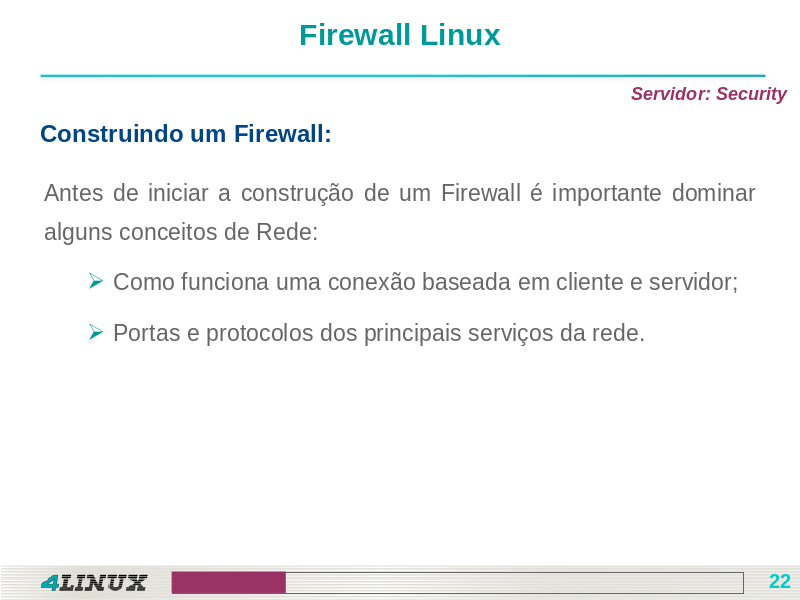 Firewall Linux
Servidor: Security
Construindo um Firewall:
Antes de iniciar a construção de um Firewall é importante dominar
alguns conceitos de Rede:
Como funciona uma conexão baseada em cliente e servidor;
Portas e protocolos dos principais serviços da rede.
4LINUX
22